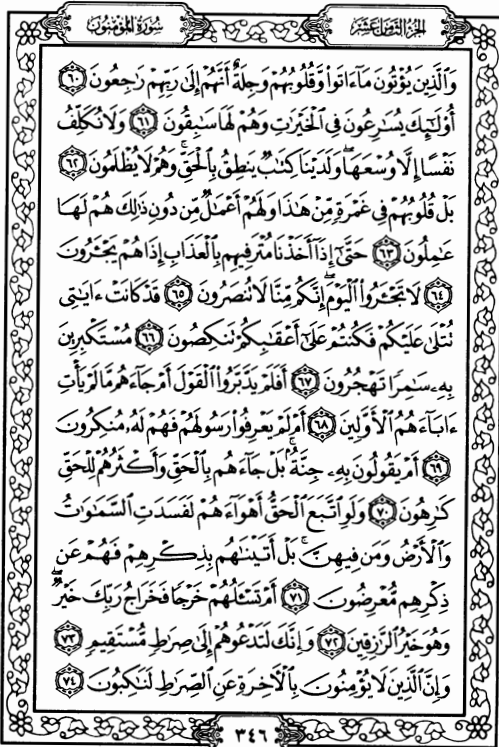 الجزء الثامن عشر
سورة المؤمنون
وَالَّذِينَ يُؤْتُونَ مَآ ءَاتَوا۟ وَّقُلُوبُهُمْ وَجِلَةٌ أَنَّهُمْ إِلَىٰ رَبِّهِمْ رَٰجِعُونَ ٦٠
أُو۟لَٰٓئِكَ يُسَٰرِعُونَ فِى ٱلْخَيْرَٰتِ وَهُمْ لَهَا سَٰبِقُونَ ٦١ وَلَا نُكَلِّفُ
نَفْسًا إِلَّا وُسْعَهَا ۖ وَلَدَيْنَا كِتَٰبٌ يَنطِقُ بِٱلْحَقِّ ۚ وَهُمْ لَا يُظْلَمُونَ ٦٢
بَلْ قُلُوبُهُمْ فِى غَمْرَةٍ مِّنْ هَٰذَا وَلَهُمْ أَعْمَٰلٌ مِّن دُونِ ذَٰلِكَ هُمْ لَهَا
عَٰمِلُونَ ٦٣ حَتَّىٰٓ إِذَآ أَخَذْنَا مُتْرَفِيهِم بِٱلْعَذَابِ إِذَا هُمْ يَجْـَٔرُونَ
٦٤ لَا تَجْـَٔرُوا۟ ٱلْيَوْمَ ۖ إِنَّكُم مِّنَّا لَا تُنصَرُونَ ٦٥ قَدْ كَانَتْ ءَايَٰتِى
تُتْلَىٰ عَلَيْكُمْ فَكُنتُمْ عَلَىٰٓ أَعْقَٰبِكُمْ تَنكِصُونَ ٦٦ مُسْتَكْبِرِينَ
بِهِۦ سَٰمِرًا تَهْجُرُونَ ٦٧ أَفَلَمْ يَدَّبَّرُوا۟ ٱلْقَوْلَ أَمْ جَآءَهُم مَّا لَمْ يَأْتِ
ءَابَآءَهُمُ ٱلْأَوَّلِينَ ٦٨ أَمْ لَمْ يَعْرِفُوا۟ رَسُولَهُمْ فَهُمْ لَهُۥ مُنكِرُونَ
٦٩ أَمْ يَقُولُونَ بِهِۦ جِنَّةٌۢ ۚ بَلْ جَآءَهُم بِٱلْحَقِّ وَأَكْثَرُهُمْ لِلْحَقِّ
كَٰرِهُونَ ٧٠ وَلَوِ ٱتَّبَعَ ٱلْحَقُّ أَهْوَآءَهُمْ لَفَسَدَتِ ٱلسَّمَٰوَٰتُ
وَٱلْأَرْضُ وَمَن فِيهِنَّ ۚ بَلْ أَتَيْنَٰهُم بِذِكْرِهِمْ فَهُمْ عَن
ذِكْرِهِم مُّعْرِضُونَ ٧١ أَمْ تَسْـَٔلُهُمْ خَرْجًا فَخَرَاجُ رَبِّكَ خَيْرٌ ۖ
وَهُوَ خَيْرُ ٱلرَّٰزِقِينَ ٧٢ وَإِنَّكَ لَتَدْعُوهُمْ إِلَىٰ صِرَٰطٍ مُّسْتَقِيمٍ ٧٣
وَإِنَّ ٱلَّذِينَ لَا يُؤْمِنُونَ بِٱلْءَاخِرَةِ عَنِ ٱلصِّرَٰطِ لَنَٰكِبُونَ ٧٤
٣٤٦